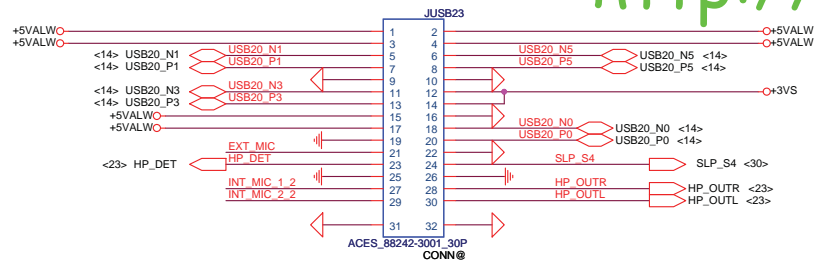 http://
JUSB23
+5VALW 1 2 +5VALW
+5VALW 3 4 +5VALW
<14> USB20_N1 USB20_N1 5 6 USB20_N5 USB20_N5 <14>
<14> USB20_P1 USB20_P1 7 8 USB20_P5 USB20_P5 <14>
9 10
<14> USB20_N3 USB20_N3 11 12 +3VS
<14> USB20_P3 USB20_P3 13 14
+5VALW 15 16
+5VALW 17 18 USB20_N0 USB20_N0 <14>
19 20 USB20_P0 USB20_P0 <14>
EXT_MIC 21 22
<23> HP_DET HP_DET 23 24 SLP_S4 SLP_S4 <30>
25 26
INT_MIC_1_2 27 28 HP_OUTR HP_OUTR <23>
INT_MIC_2_2 29 30 HP_OUTL HP_OUTL <23>
31 32
ACES_88242-3001_30P
CONN@